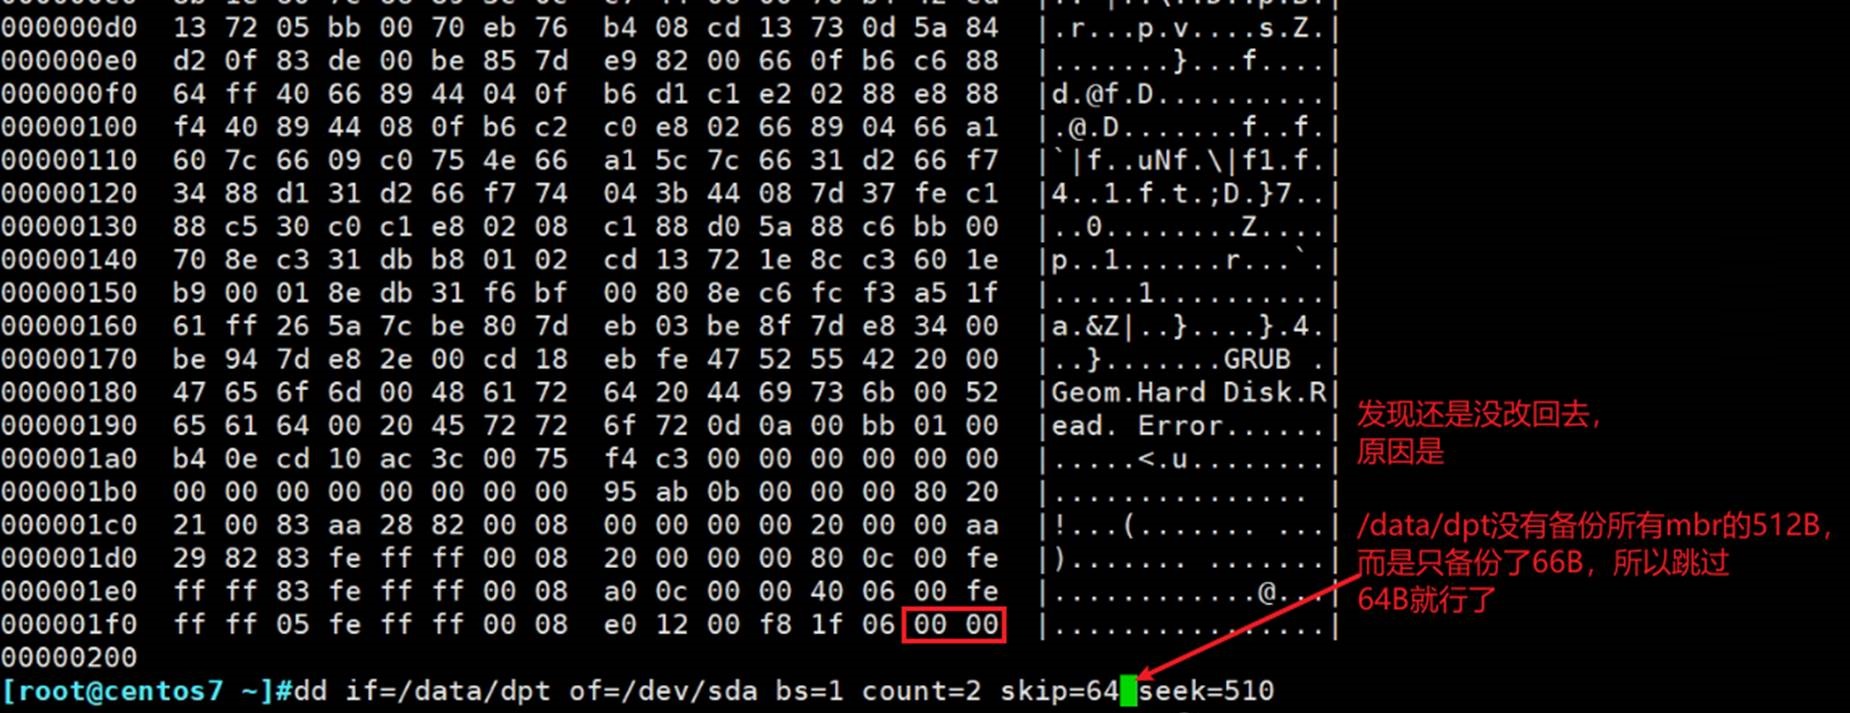 000000d0  13 72 05 bb 00 70 eb 76  b4 08 cd 13 73 0d 5a 84  |.r...p.v....s.Z.|
000000e0  d2 0f 83 de 00 be 85 7d  e9 82 00 66 0f b6 c6 88  |.......}...f....|
000000f0  64 ff 40 66 89 44 04 0f  b6 d1 c1 e2 02 88 e8 88  |d.@f.D..........|
00000100  f4 40 89 44 08 0f b6 c2  c0 e8 02 66 89 04 66 a1  |.@.D.......f..f.|
00000110  60 7c 66 09 c0 75 4e 66  a1 5c 7c 66 31 d2 66 f7  |`|f..uNf.\|f1.f.|
00000120  34 88 d1 31 d2 66 f7 74  04 3b 44 08 7d 37 fe c1  |4..1.f.t.;D.}7..|
00000130  88 c5 30 c0 c1 e8 02 08  c1 88 d0 5a 88 c6 bb 00  |..0........Z....|
00000140  70 8e c3 31 db b8 01 02  cd 13 72 1e 8c c3 60 1e  |p..1......r...`.|
00000150  b9 00 01 8e db 31 f6 bf  00 80 8e c6 fc f3 a5 1f  |.....1..........|
00000160  61 ff 26 5a 7c be 80 7d  eb 03 be 8f 7d e8 34 00  |a.&Z|..}....}.4.|
00000170  be 94 7d e8 2e 00 cd 18  eb fe 47 52 55 42 20 00  |..}.......GRUB .|
00000180  47 65 6f 6d 00 48 61 72  64 20 44 69 73 6b 00 52  |Geom.Hard Disk.R|
00000190  65 61 64 00 20 45 72 72  6f 72 0d 0a 00 bb 01 00  |ead. Error......|
000001a0  b4 0e cd 10 ac 3c 00 75  f4 c3 00 00 00 00 00 00  |.....<.u........|
000001b0  00 00 00 00 00 00 00 00  95 ab 0b 00 00 00 80 20  |............... |
000001c0  21 00 83 aa 28 82 00 08  00 00 00 00 20 00 00 aa  |!...(....... ...|
000001d0  29 82 83 fe ff ff 00 08  20 00 00 00 80 0c 00 fe  |)....... .......|
000001e0  ff ff 83 fe ff ff 00 08  a0 0c 00 00 40 06 00 fe  |............@...|
000001f0  ff ff 05 fe ff ff 00 08  e0 12 00 f8 1f 06 00 00  |................|
00000200
[root@centos7 ~]#dd if=/data/dpt of=/dev/sda bs=1 count=2 skip=64 seek=510
发现还是没改回去，
原因是
/data/dpt没有备份所有mbr的512B，
而是只备份了66B，所以跳过
64B就行了